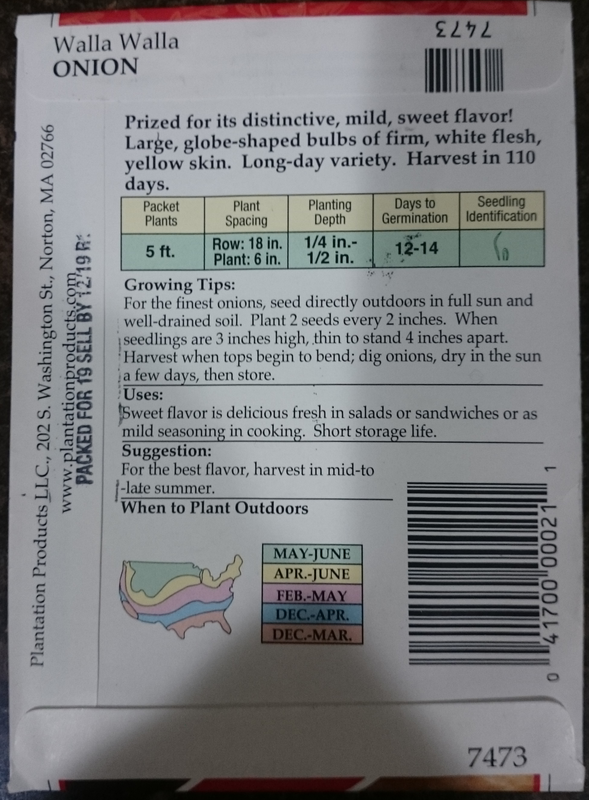 Walla Walla
ONION
7473
Prized for its distinctive, mild, sweet flavor!
Large, globe-shaped bulbs of firm, white flesh,
yellow skin. Long-day variety. Harvest in 110
days.
Packet Plants
Plant Spacing
Planting Depth
Days to Germination
Seedling Identification
5 ft.
Row: 18 in.
Plant: 6 in.
1/4 in.-
1/2 in.
12-14
Growing Tips:
For the finest onions, seed directly outdoors in full sun and
well-drained soil. Plant 2 seeds every 2 inches. When
seedlings are 3 inches high, thin to stand 4 inches apart.
Harvest when tops begin to bend; dig onions, dry in the sun
a few days, then store.
Uses:
Sweet flavor is delicious fresh in salads or sandwiches or as
mild seasoning in cooking. Short storage life.
Suggestion:
For the best flavor, harvest in mid-to
-late summer.
When to Plant Outdoors
MAY-JUNE
APR.-JUNE
FEB.-MAY
DEC.-APR.
DEC.-MAR.
Plantation Products LLC., 202 S. Washington St., Norton, MA 02766
www.plantationproducts.com
PACKED FOR 19 SELL BY 12/19 R:
0 41700 00021 1
7473